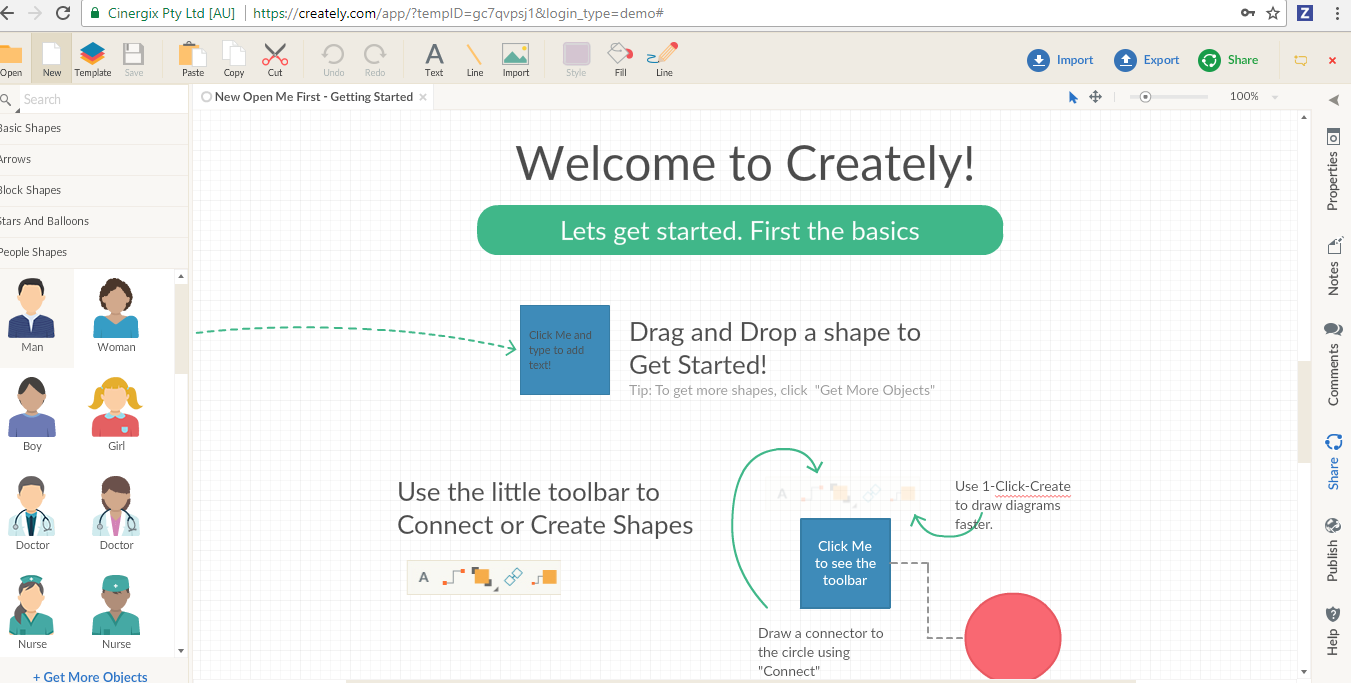 Cinergix Pty Ltd [AU]
https://creately.com/app/?tempID=gc7qvpsj1&login_type=demo#
Z
Open
New
Template
Save
Paste
Copy
Cut
Undo
Redo
A
Text
Line
Import
Style
Fill
Line
Import
Export
Share
Search
New Open Me First - Getting Started
100%
Basic Shapes
Arrows
Block Shapes
Stars And Balloons
People Shapes
Man
Woman
Boy
Girl
Doctor
Doctor
Nurse
Nurse
+ Get More Objects
Welcome to Creately!
Lets get started. First the basics
Click Me and
type to add
text!
Drag and Drop a shape to
Get Started!
Tip: To get more shapes, click "Get More Objects"
Use the little toolbar to
Connect or Create Shapes
A
A
Use 1-Click-Create
to draw diagrams
faster.
Click Me
to see the
toolbar
Draw a connector to
the circle using
"Connect"
Properties
Notes
Comments
Share
Publish
Help